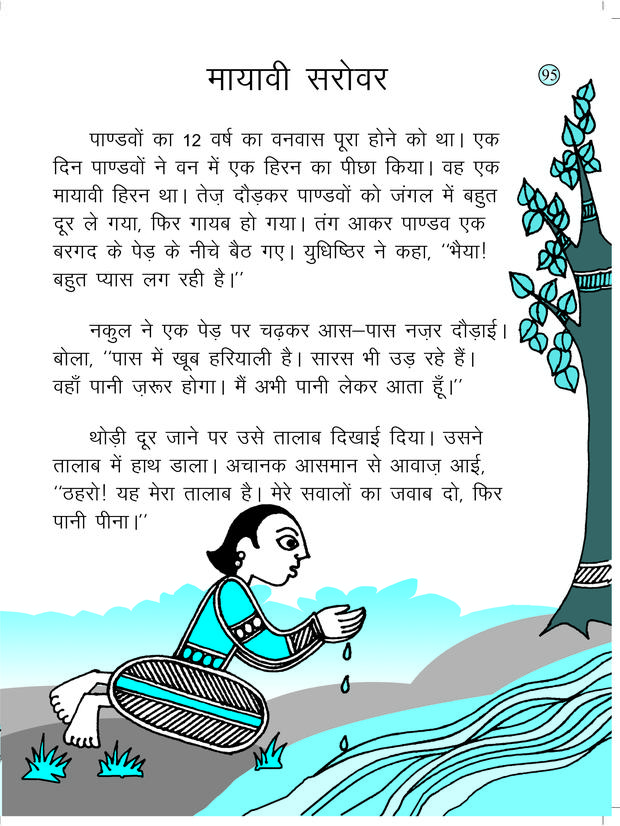 मायावी सरोवर
95
पाण्डवों का 12 वर्ष का वनवास पूरा होने को था। एक
दिन पाण्डवों ने वन में एक हिरन का पीछा किया। वह एक
मायावी हिरन था। तेज़ दौड़कर पाण्डवों को जंगल में बहुत
दूर ले गया, फिर गायब हो गया। तंग आकर पाण्डव एक
बरगद के पेड़ के नीचे बैठ गए। युधिष्ठिर ने कहा, ‘‘भैया!
बहुत प्यास लग रही है।’’
नकुल ने एक पेड़ पर चढ़कर आस–पास नज़र दौड़ाई।
बोला, ‘‘पास में खूब हरियाली है। सारस भी उड़ रहे हैं।
वहाँ पानी ज़रूर होगा। मैं अभी पानी लेकर आता हूँ।’’
थोड़ी दूर जाने पर उसे तालाब दिखाई दिया। उसने
तालाब में हाथ डाला। अचानक आसमान से आवाज़ आई,
‘‘ठहरो! यह मेरा तालाब है। मेरे सवालों का जवाब दो, फिर
पानी पीना।’’